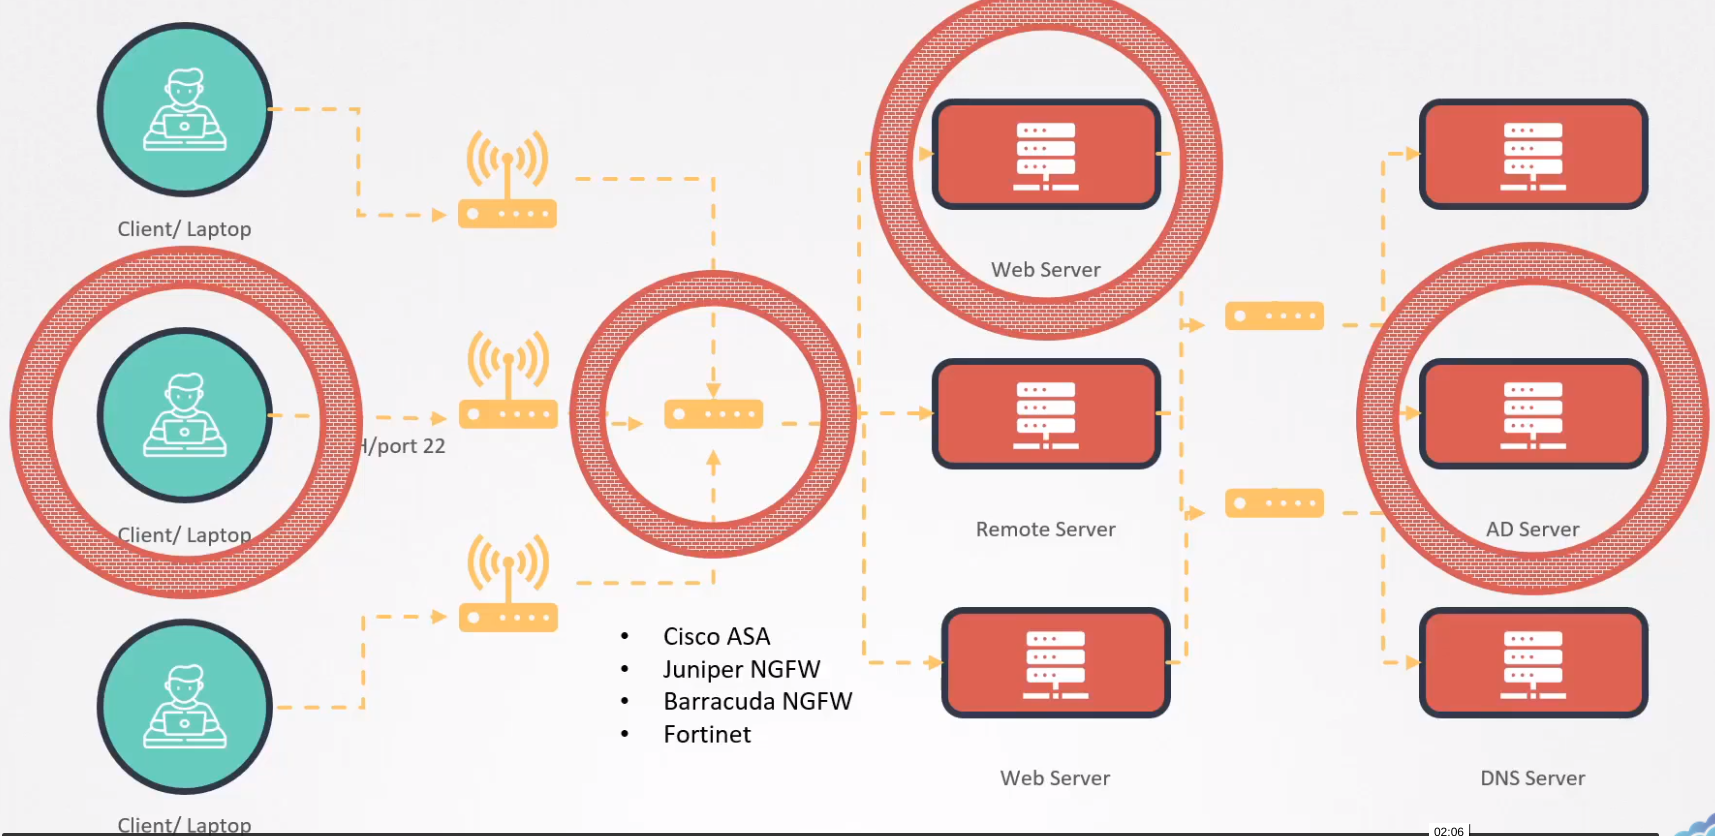 Client/ Laptop
Web Server
/port 22
Remote Server
AD Server
Client/ Laptop
• Cisco ASA
• Juniper NGFW
• Barracuda NGFW
• Fortinet
Web Server
DNS Server
Client/ Laptop
02:06